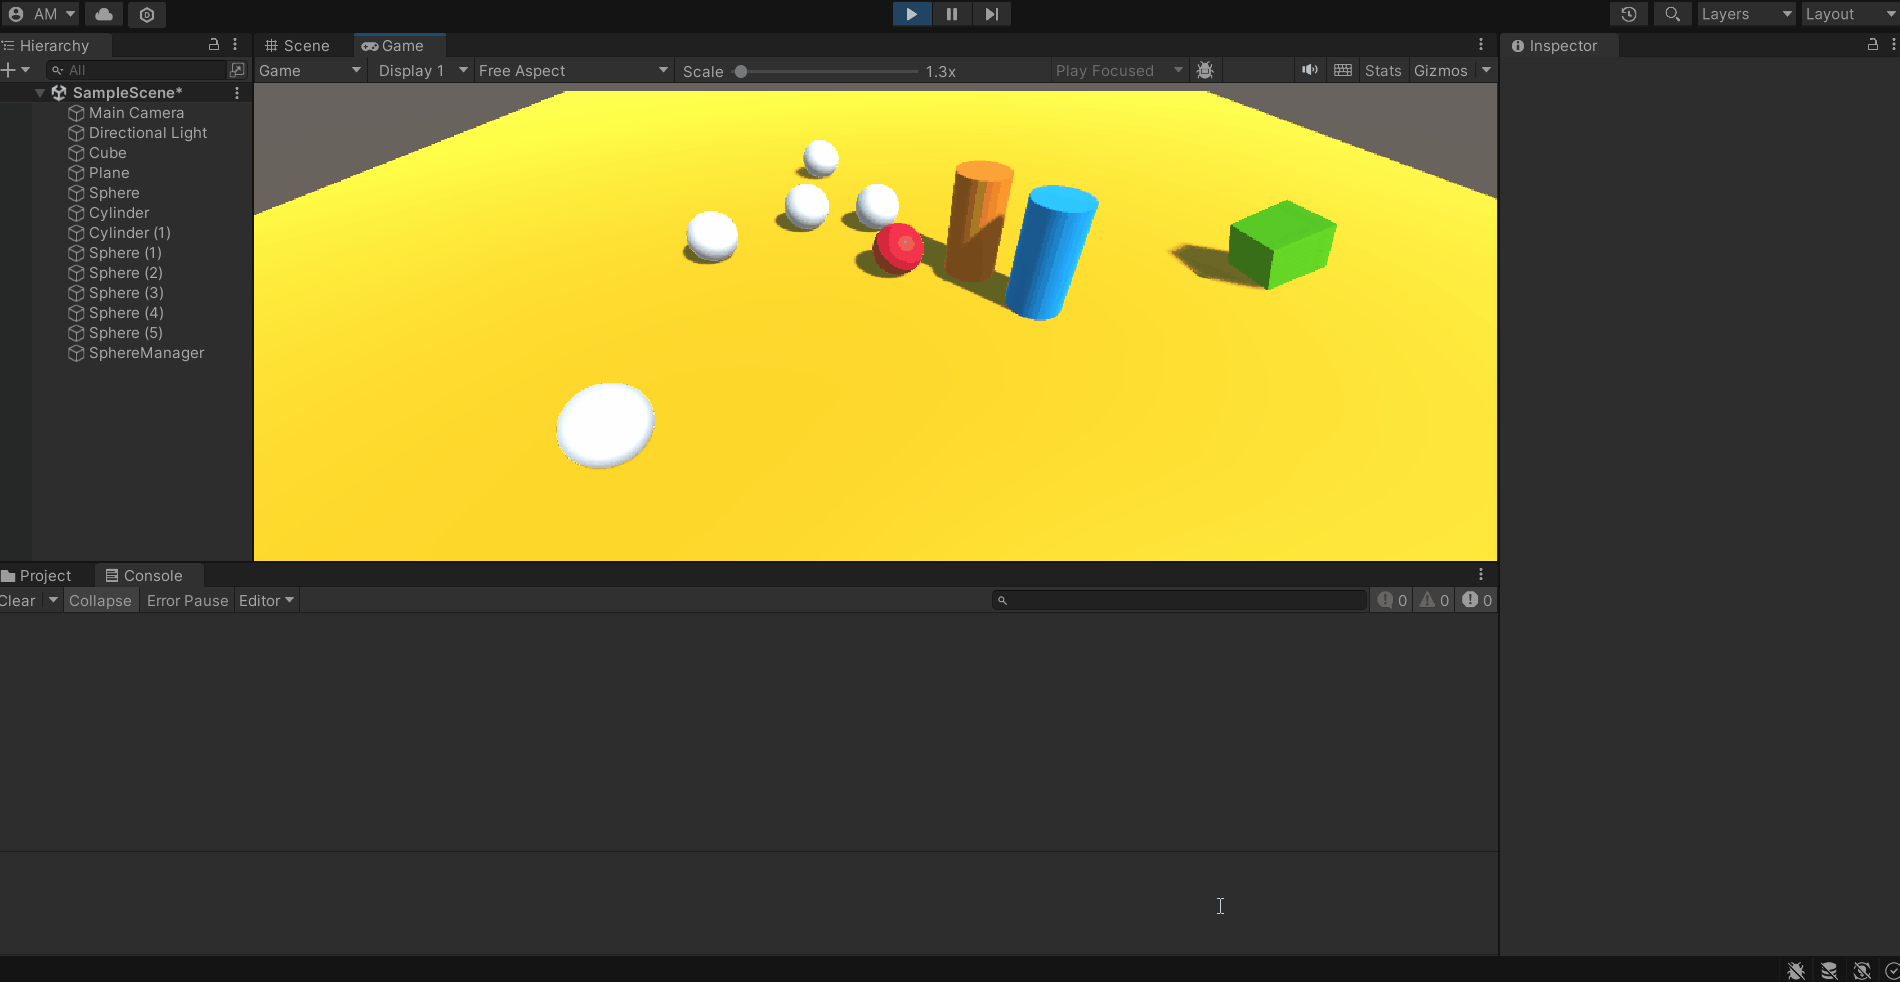 AM
Layers
Layout
Hierarchy
Scene
Game
Inspector
All
Game
Display 1
Free Aspect
Scale
1.3x
Play Focused
Stats
Gizmos
SampleScene*
Main Camera
Directional Light
Cube
Plane
Sphere
Cylinder
Cylinder (1)
Sphere (1)
Sphere (2)
Sphere (3)
Sphere (4)
Sphere (5)
SphereManager
Project
Console
Clear
Collapse
Error Pause
Editor
0
0
0